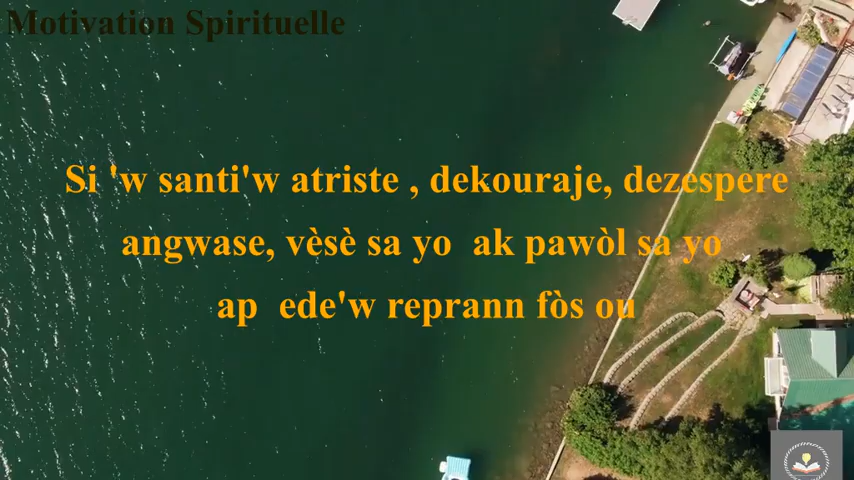 Motivation Spirituelle
Si 'w santi'w atriste , dekouraje, dezespere
angwase, vèsè sa yo  ak pawòl sa yo
ap  ede'w reprann fòs ou